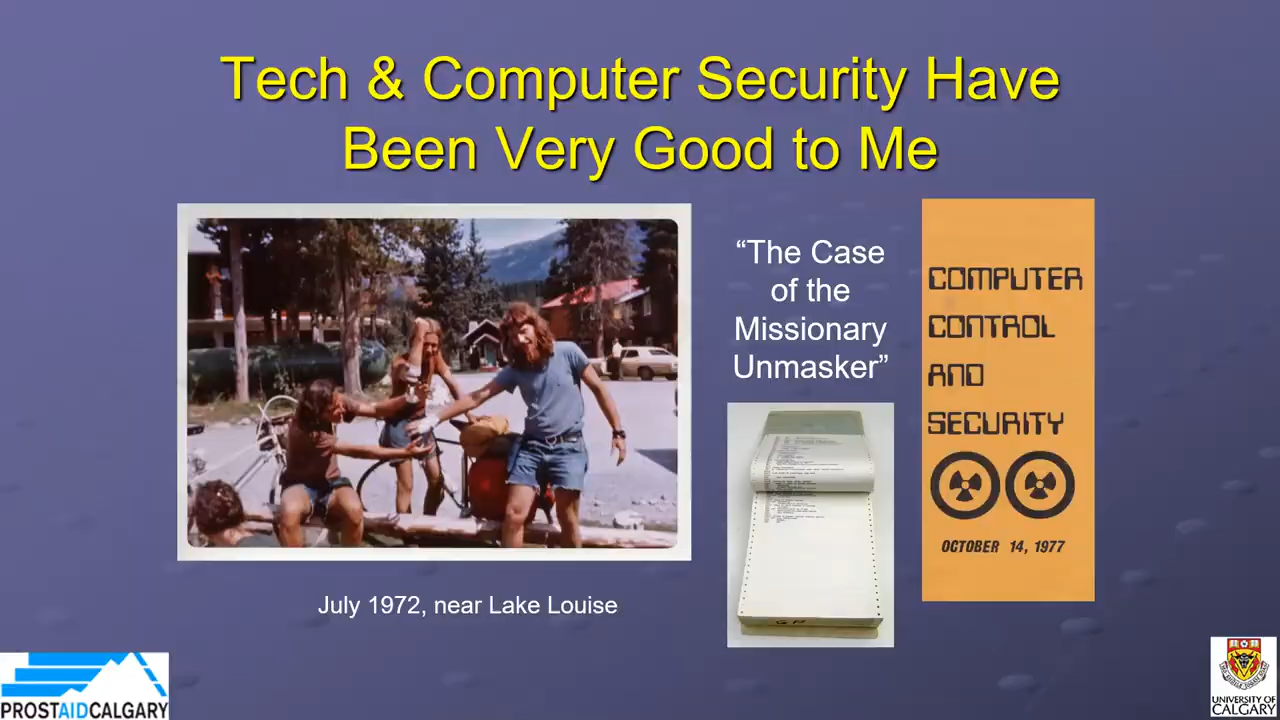 Tech & Computer Security Have
Been Very Good to Me
“The Case
of the
Missionary
Unmasker”
COMPUTER
CONTROL
AND
SECURITY
OCTOBER 14, 1977
July 1972, near Lake Louise
PROSTAIDCALGARY
UNIVERSITY OF
CALGARY